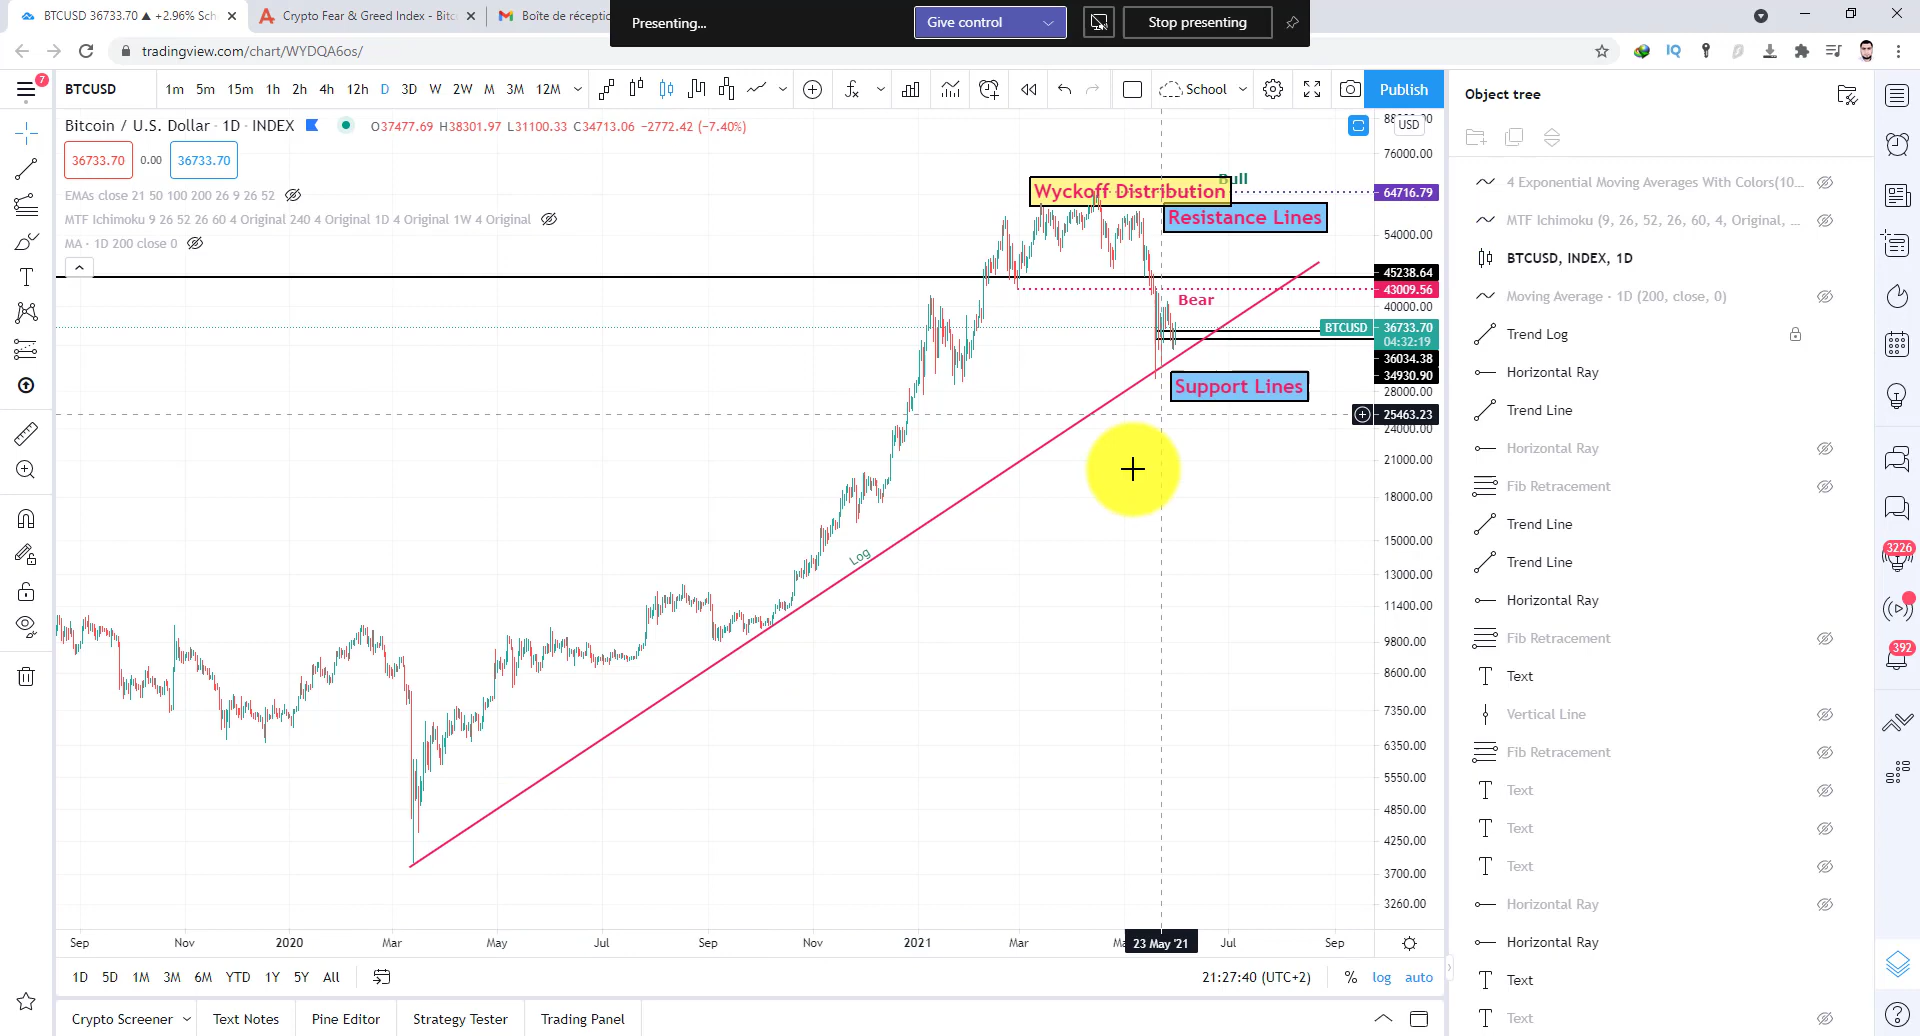 BTCUSD 36733.70 ▲ +2.96% Sch
Crypto Fear & Greed Index - Bitc
Boîte de récepti
Presenting...
Give control
Stop presenting
tradingview.com/chart/WYDQA6os/
7
BTCUSD
1m 5m 15m 1h 2h 4h 12h D 3D W 2W M 3M 12M
School
Publish
Bitcoin / U.S. Dollar · 1D · INDEX
O37477.69 H38301.97 L31100.33 C34713.06 -2772.42 (-7.40%)
36733.70 0.00 36733.70
EMAs close 21 50 100 200 26 9 26 52
MTF Ichimoku 9 26 52 26 60 4 Original 240 4 Original 1D 4 Original 1W 4 Original
MA · 1D 200 close 0
Wyckoff Distribution
Bull
Resistance Lines
Bear
Support Lines
Log
USD
76000.00
64716.79
54000.00
45238.64
43009.56
40000.00
BTCUSD 36733.70
04:32:19
36034.38
34930.90
28000.00
25463.23
24000.00
21000.00
18000.00
15000.00
13000.00
11400.00
9800.00
8600.00
7350.00
6350.00
5550.00
4850.00
4250.00
3700.00
3260.00
Sep Nov 2020 Mar May Jul Sep Nov 2021 Mar 23 May '21 Jul Sep
1D 5D 1M 3M 6M YTD 1Y 5Y All
21:27:40 (UTC+2) % log auto
Crypto Screener Text Notes Pine Editor Strategy Tester Trading Panel
Object tree
4 Exponential Moving Averages With Colors(10...
MTF Ichimoku (9, 26, 52, 26, 60, 4, Original, ...
BTCUSD, INDEX, 1D
Moving Average - 1D (200, close, 0)
Trend Log
Horizontal Ray
Trend Line
Horizontal Ray
Fib Retracement
Trend Line
Trend Line
Horizontal Ray
Fib Retracement
Text
Vertical Line
Fib Retracement
Text
Text
Text
Horizontal Ray
Horizontal Ray
Text
Text
3226
392